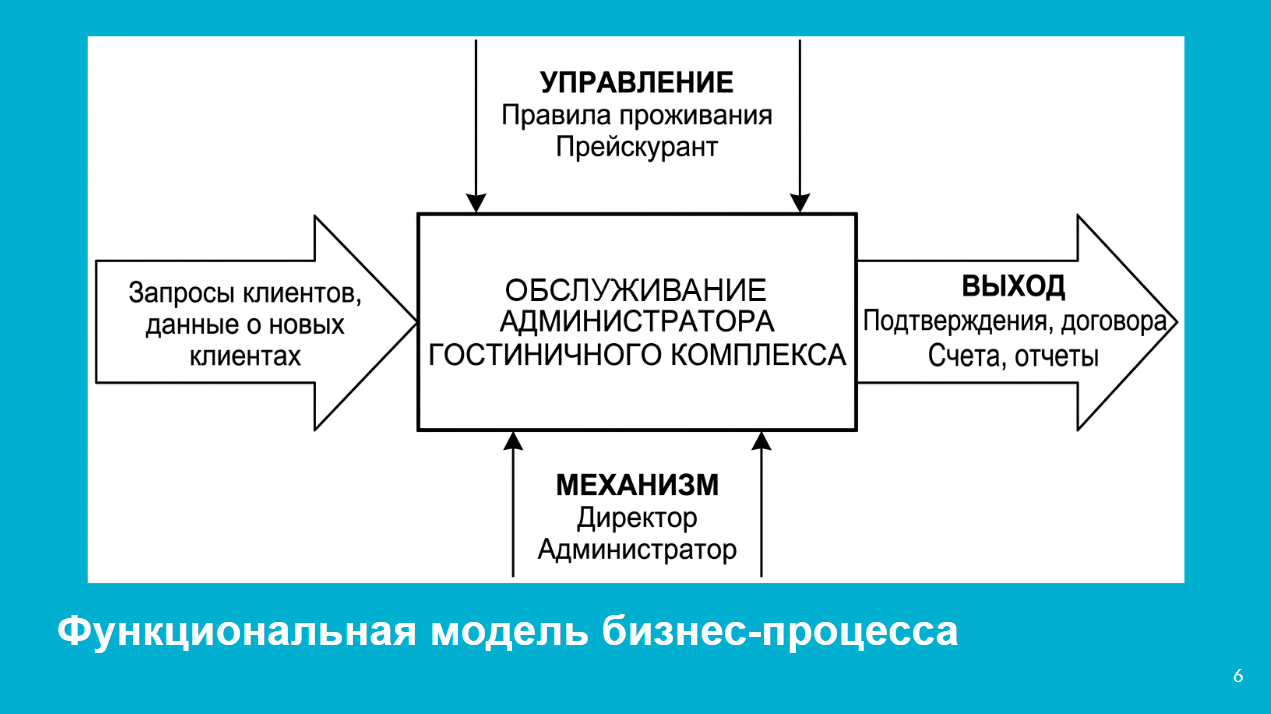 УПРАВЛЕНИЕ
Правила проживания
Прейскурант
Запросы клиентов,
данные о новых
клиентах
ОБСЛУЖИВАНИЕ
АДМИНИСТРАТОРА
ГОСТИНИЧНОГО КОМПЛЕКСА
ВЫХОД
Подтверждения, договора
Счета, отчеты
МЕХАНИЗМ
Директор
Администратор
Функциональная модель бизнес-процесса
6